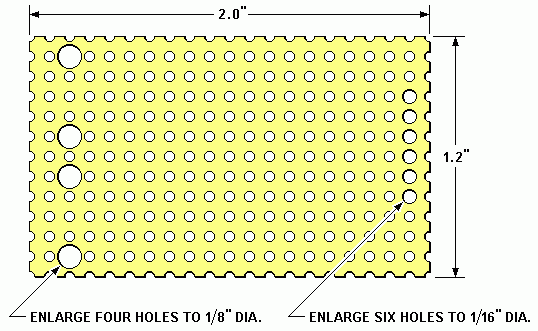 2.0"
1.2"
ENLARGE FOUR HOLES TO 1/8" DIA.
ENLARGE SIX HOLES TO 1/16" DIA.